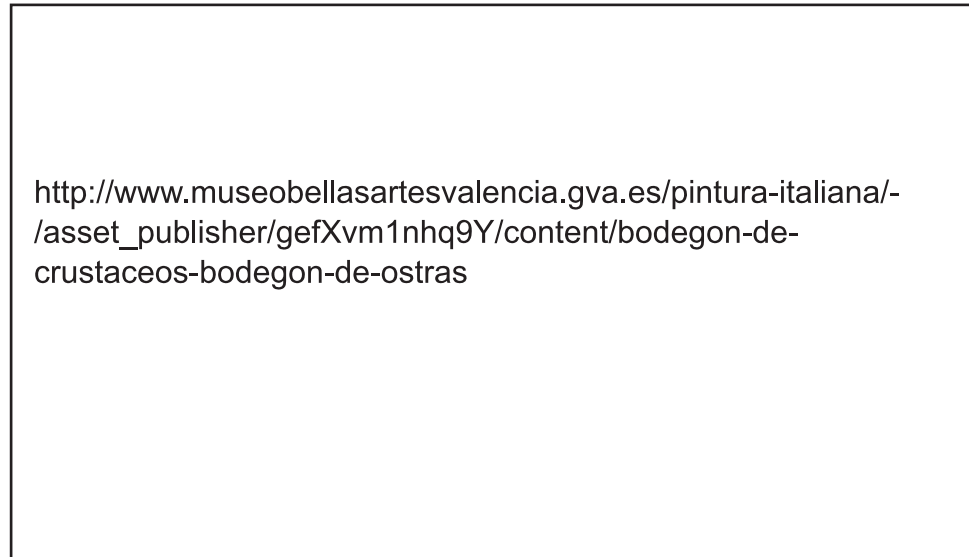 http://www.museobellasartesvalencia.gva.es/pintura-italiana/-
/asset_publisher/gefXvm1nhq9Y/content/bodegon-de-
crustaceos-bodegon-de-ostras